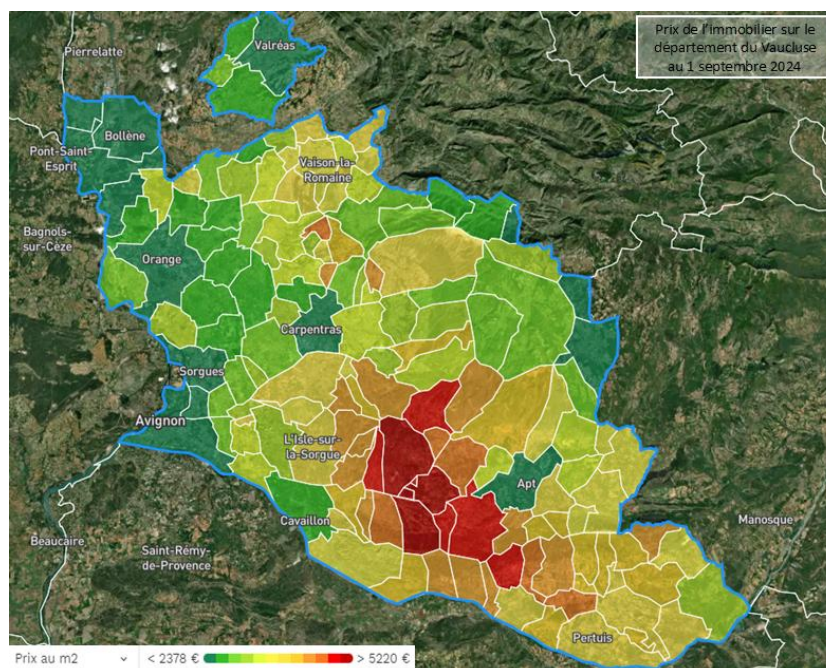 Prix de l'immobilier sur le
département du Vaucluse
au 1 septembre 2024
Pierrelatte
Valréas
Bollène
Pont-Saint-
Esprit
Vaison-la-
Romaine
Bagnols-
sur-Cèze
Orange
Carpentras
Sorgues
Avignon
L'Isle-sur-
la-Sorgue
Apt
Cavaillon
Manosque
Beaucaire
Saint-Rémy-
de-Provence
Pertuis
Prix au m2 < 2378 € > 5220 €